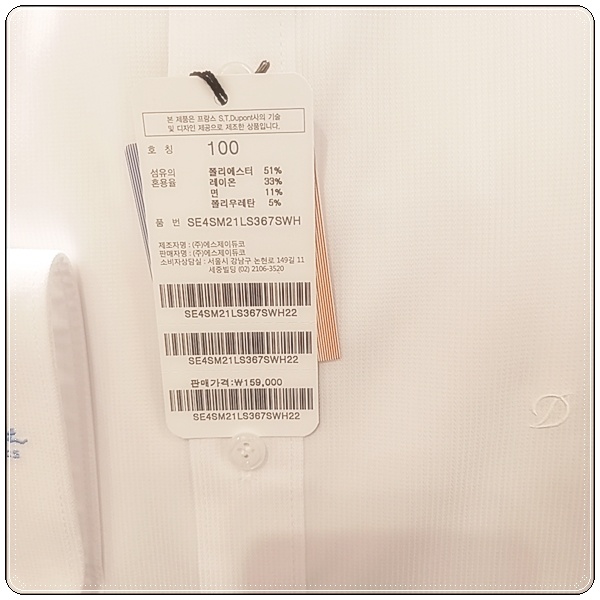 본 제품은 프랑스 S.T.Dupont사의 기술
및 디자인 제공으로 제조한 상품입니다.
호 칭 100
섬유의 폴리에스터 51%
혼용율 레이온 33%
면 11%
폴리우레탄 5%
품 번 SE4SM21LS367SWH
제조자명 : (주)에스제이듀코
판매자명 : (주)에스제이듀코
소비자상담실 : 서울시 강남구 논현로149길 11
세중빌딩 (02) 2106-3520
SE4SM21LS367SWH22
SE4SM21LS367SWH22
판매가격:₩159,000
SE4SM21LS367SWH22
D